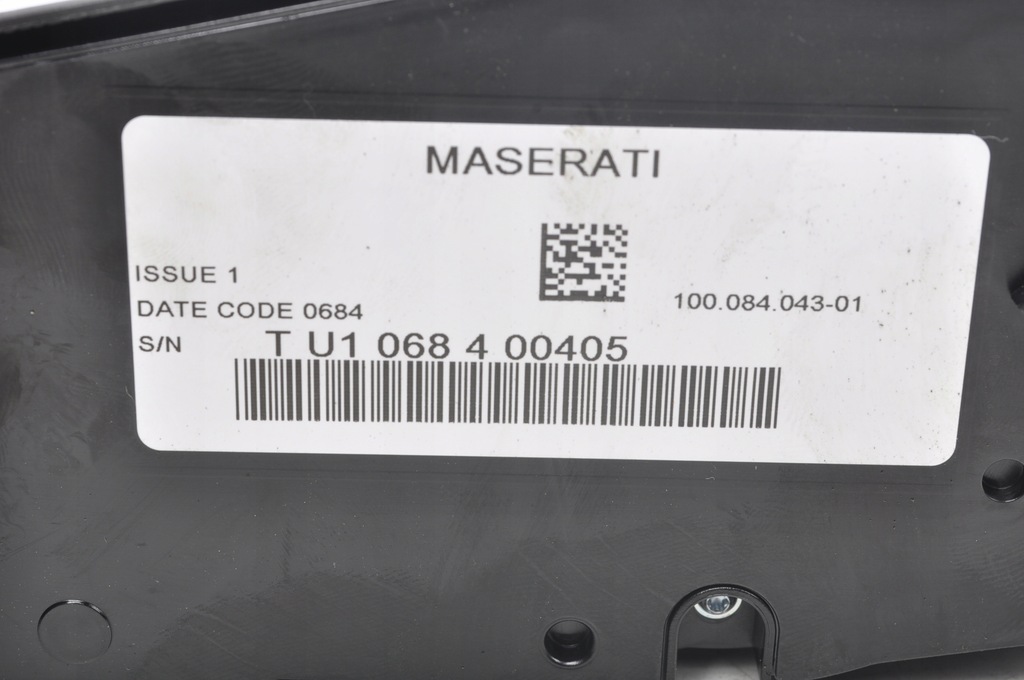 MASERATI
ISSUE 1
DATE CODE 0684
100.084.043-01
S/N T U1 068 4 00405